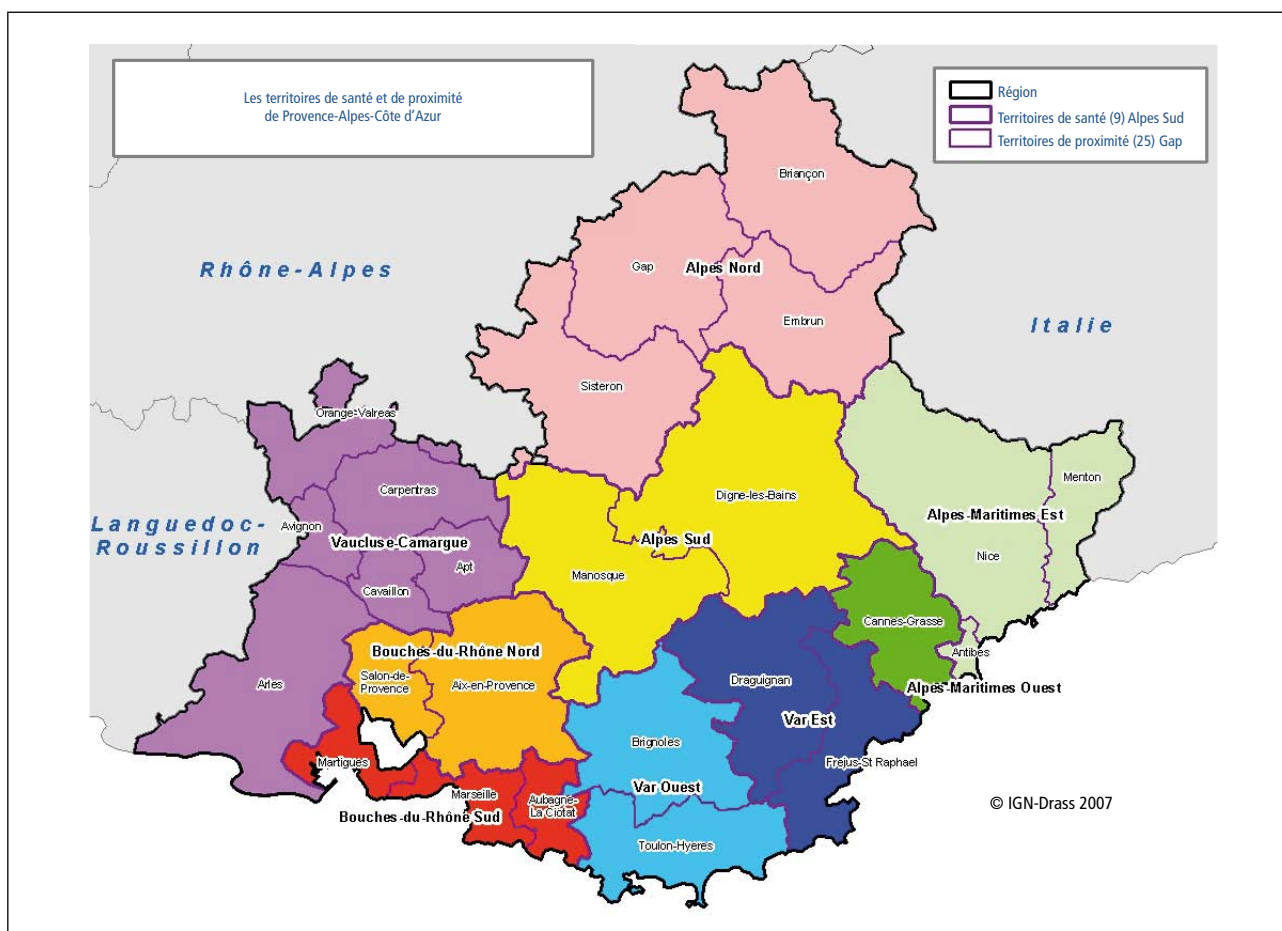 Les territoires de santé et de proximité
de Provence-Alpes-Côte d'Azur
Région
Territoires de santé (9) Alpes Sud
Territoires de proximité (25) Gap
Briançon
Rhône-Alpes
Gap
Alpes Nord
Embrun
Italie
Sisteron
Orange-Valreas
Carpentras
Menton
Digne-les-Bains
Avignon
Languedoc-
Roussillon
Vaucluse-Camargue
Alpes Sud
Alpes-Maritimes Est
Nice
Apt
Manosque
Cavaillon
Cannes-Grasse
Bouches-du-Rhône Nord
Antibes
Salon-de-
Provence
Aix-en-Provence
Arles
Draguignan
Alpes-Maritimes Ouest
Var Est
Brignoles
Martigues
Frejus-St Raphael
Marseille
Var Ouest
Aubagne-
La Ciotat
Bouches-du-Rhône Sud
© IGN-Drass 2007
Toulon-Hyeres